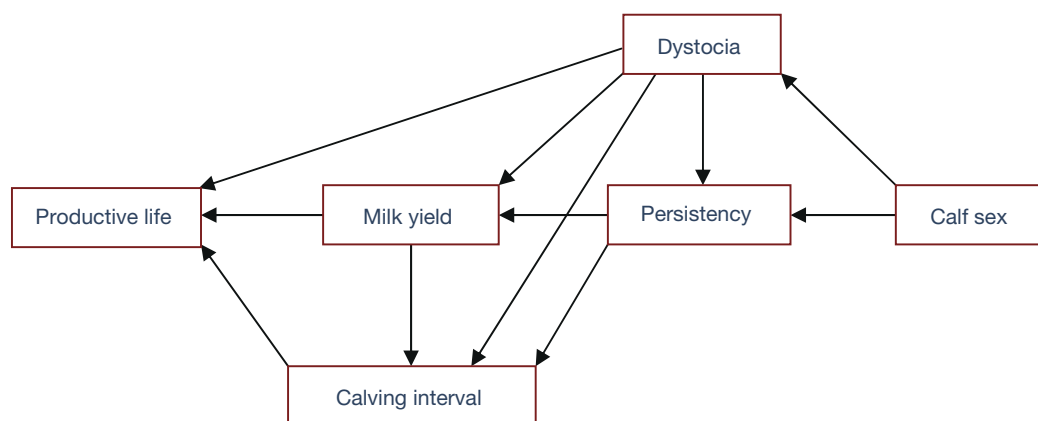 Dystocia
Productive life
Milk yield
Persistency
Calf sex
Calving interval